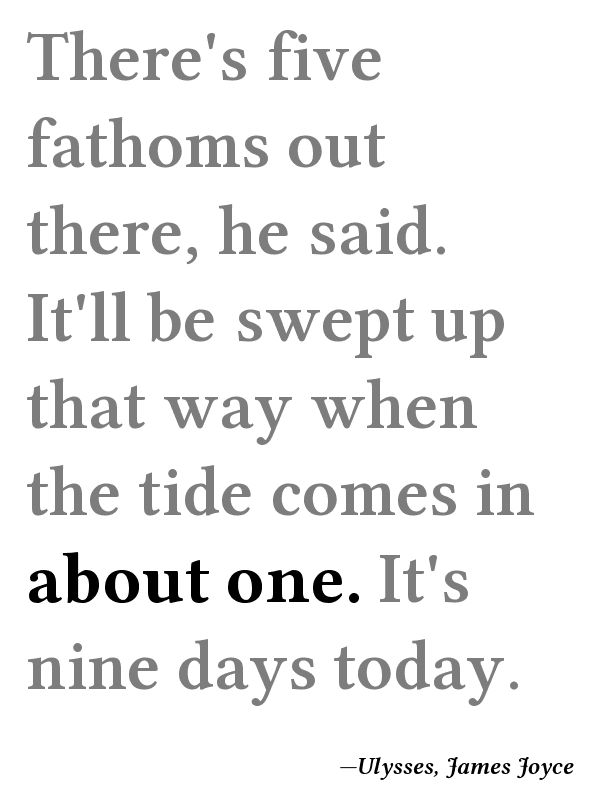 There's five
fathoms out
there, he said.
It'll be swept up
that way when
the tide comes in
about one. It's
nine days today.
—Ulysses, James Joyce